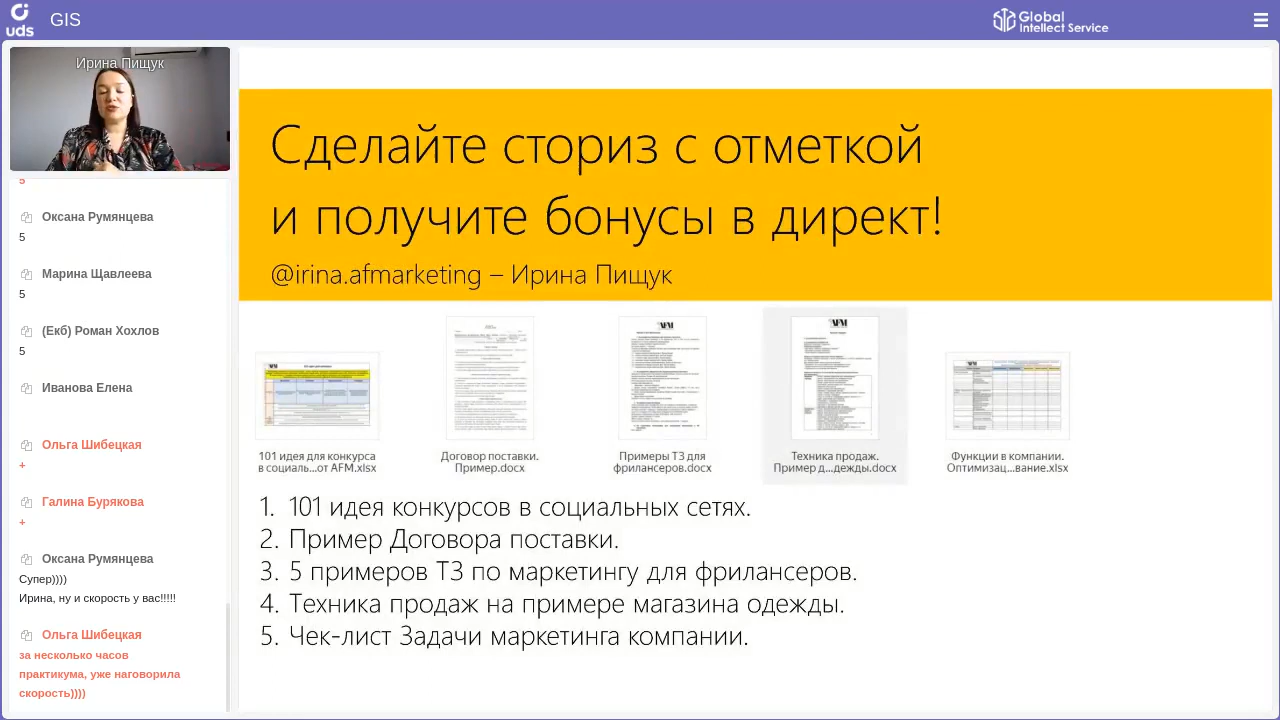 uds
GIS
Global
Intellect Service
Ирина Пищук
5
Оксана Румянцева
5
Марина Щавлеева
5
(Екб) Роман Хохлов
5
Иванова Елена
Ольга Шибецкая
+
Галина Бурякова
+
Оксана Румянцева
Супер))))
Ирина, ну и скорость у вас!!!!!
Ольга Шибецкая
за несколько часов
практикума, уже наговорила
скорость))))
Сделайте сториз с отметкой
и получите бонусы в директ!
@irina.afmarketing – Ирина Пищук
AFM
AFM
101 идея для конкурса
в социаль...от AFM.xlsx
Договор поставки.
Пример.docx
Примеры ТЗ для
фрилансеров.docx
Техника продаж.
Пример д...дежды.docx
Функции в компании.
Оптимизац...вание.xlsx
1. 101 идея конкурсов в социальных сетях.
2. Пример Договора поставки.
3. 5 примеров ТЗ по маркетингу для фрилансеров.
4. Техника продаж на примере магазина одежды.
5. Чек-лист Задачи маркетинга компании.